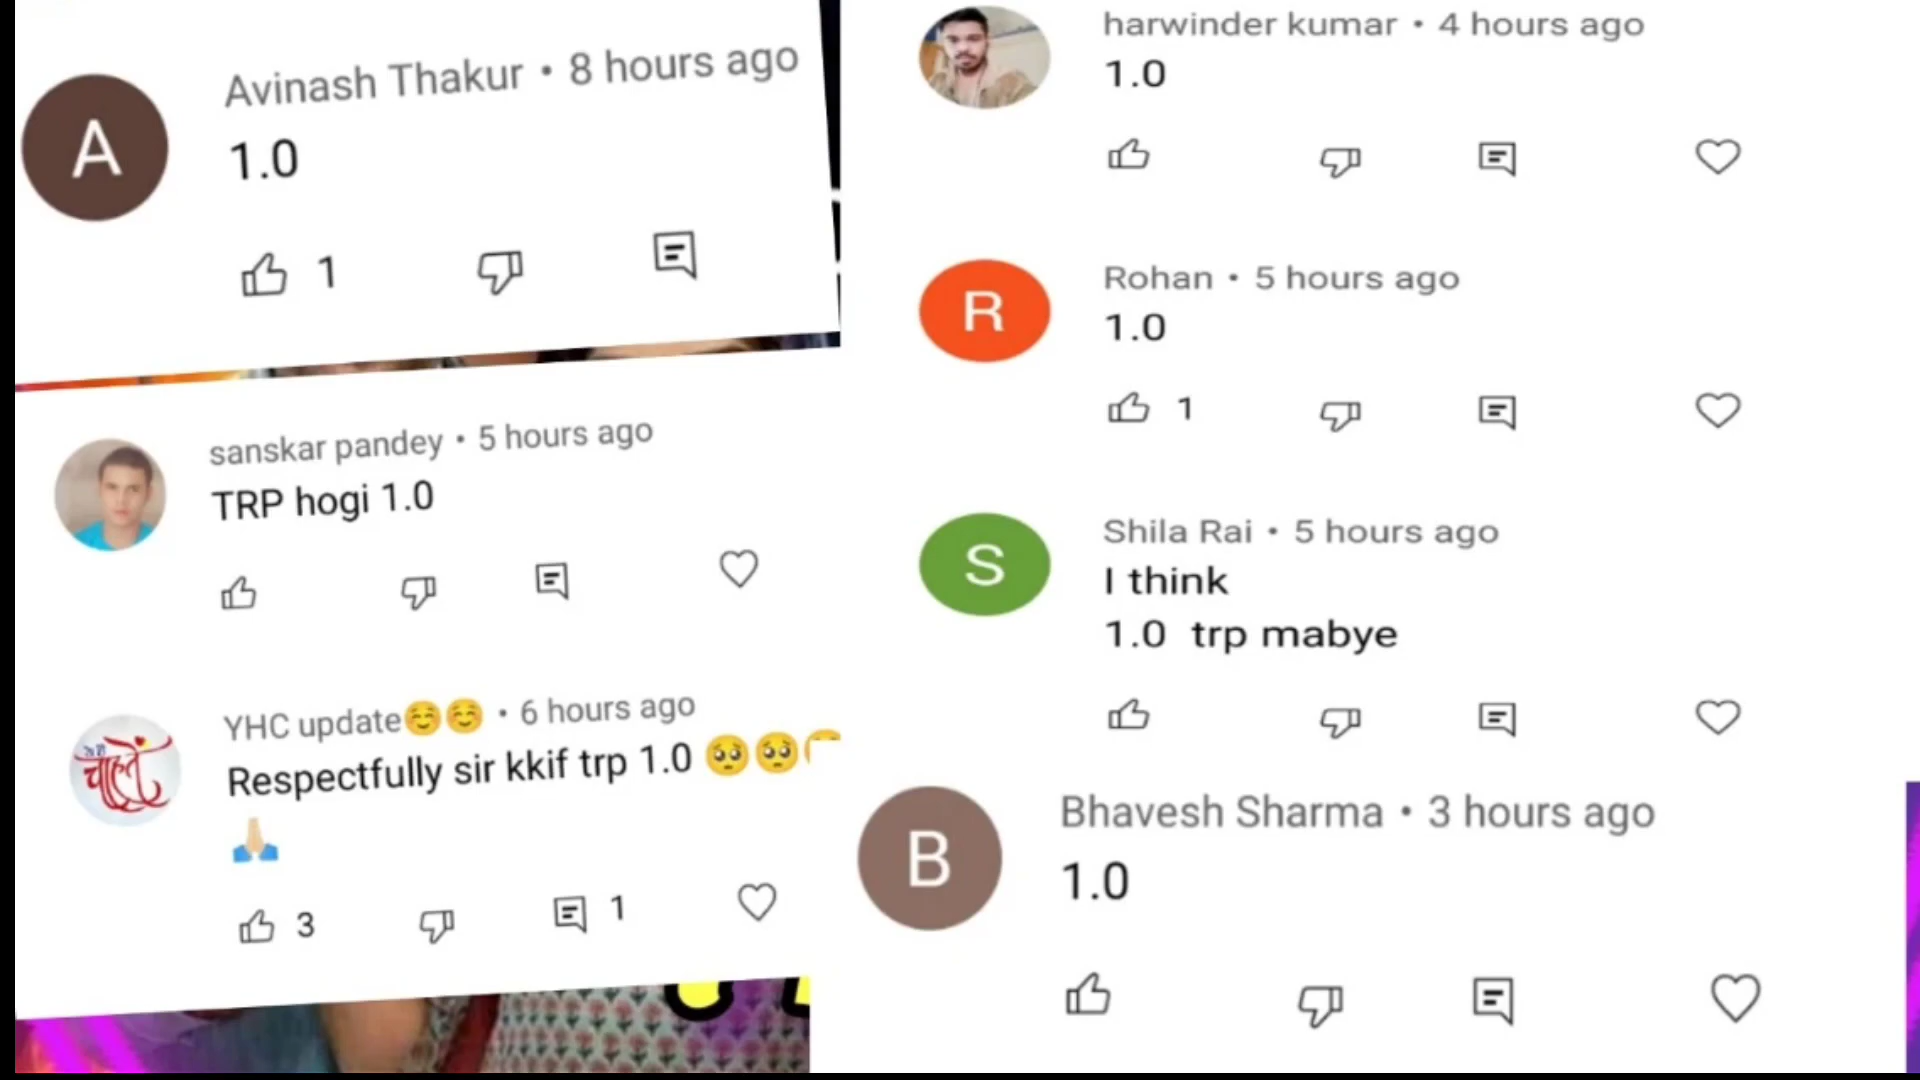 A
Avinash Thakur • 8 hours ago
1.0
1
sanskar pandey • 5 hours ago
TRP hogi 1.0
YHC update☺️☺️ • 6 hours ago
Respectfully sir kkif trp 1.0 🥺🥺
🙏🏼
3 1
harwinder kumar • 4 hours ago
1.0
R
Rohan • 5 hours ago
1.0
1
S
Shila Rai • 5 hours ago
I think
1.0 trp mabye
B
Bhavesh Sharma • 3 hours ago
1.0